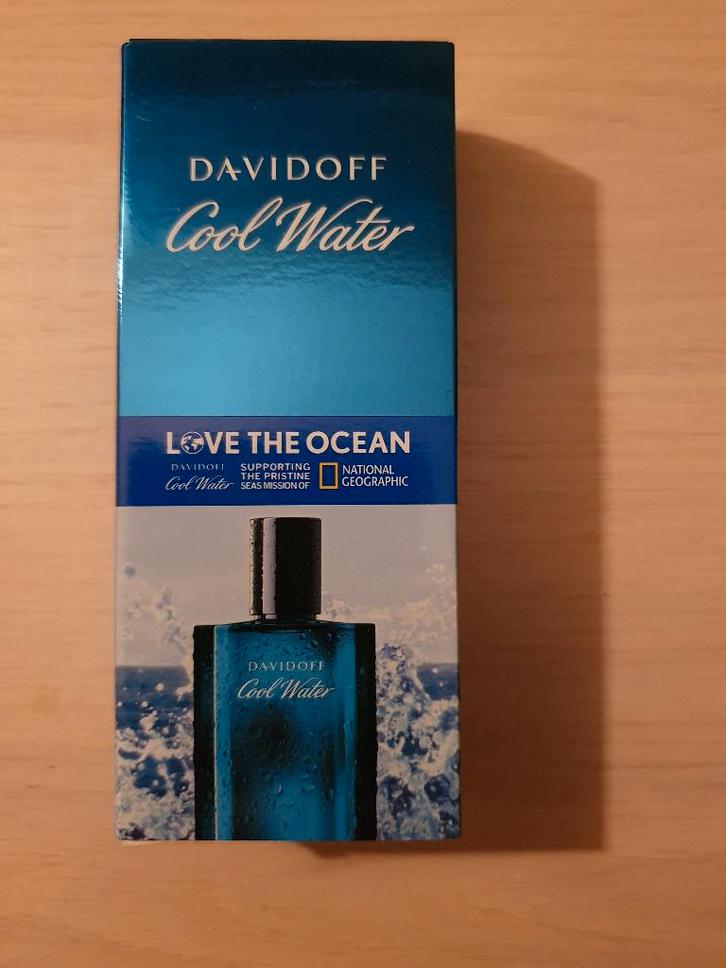 DAVIDOFF
Cool Water
LOVE THE OCEAN
DAVIDOFF
Cool Water
SUPPORTING
THE PRISTINE
SEAS MISSION OF
NATIONAL
GEOGRAPHIC
DAVIDOFF
Cool Water